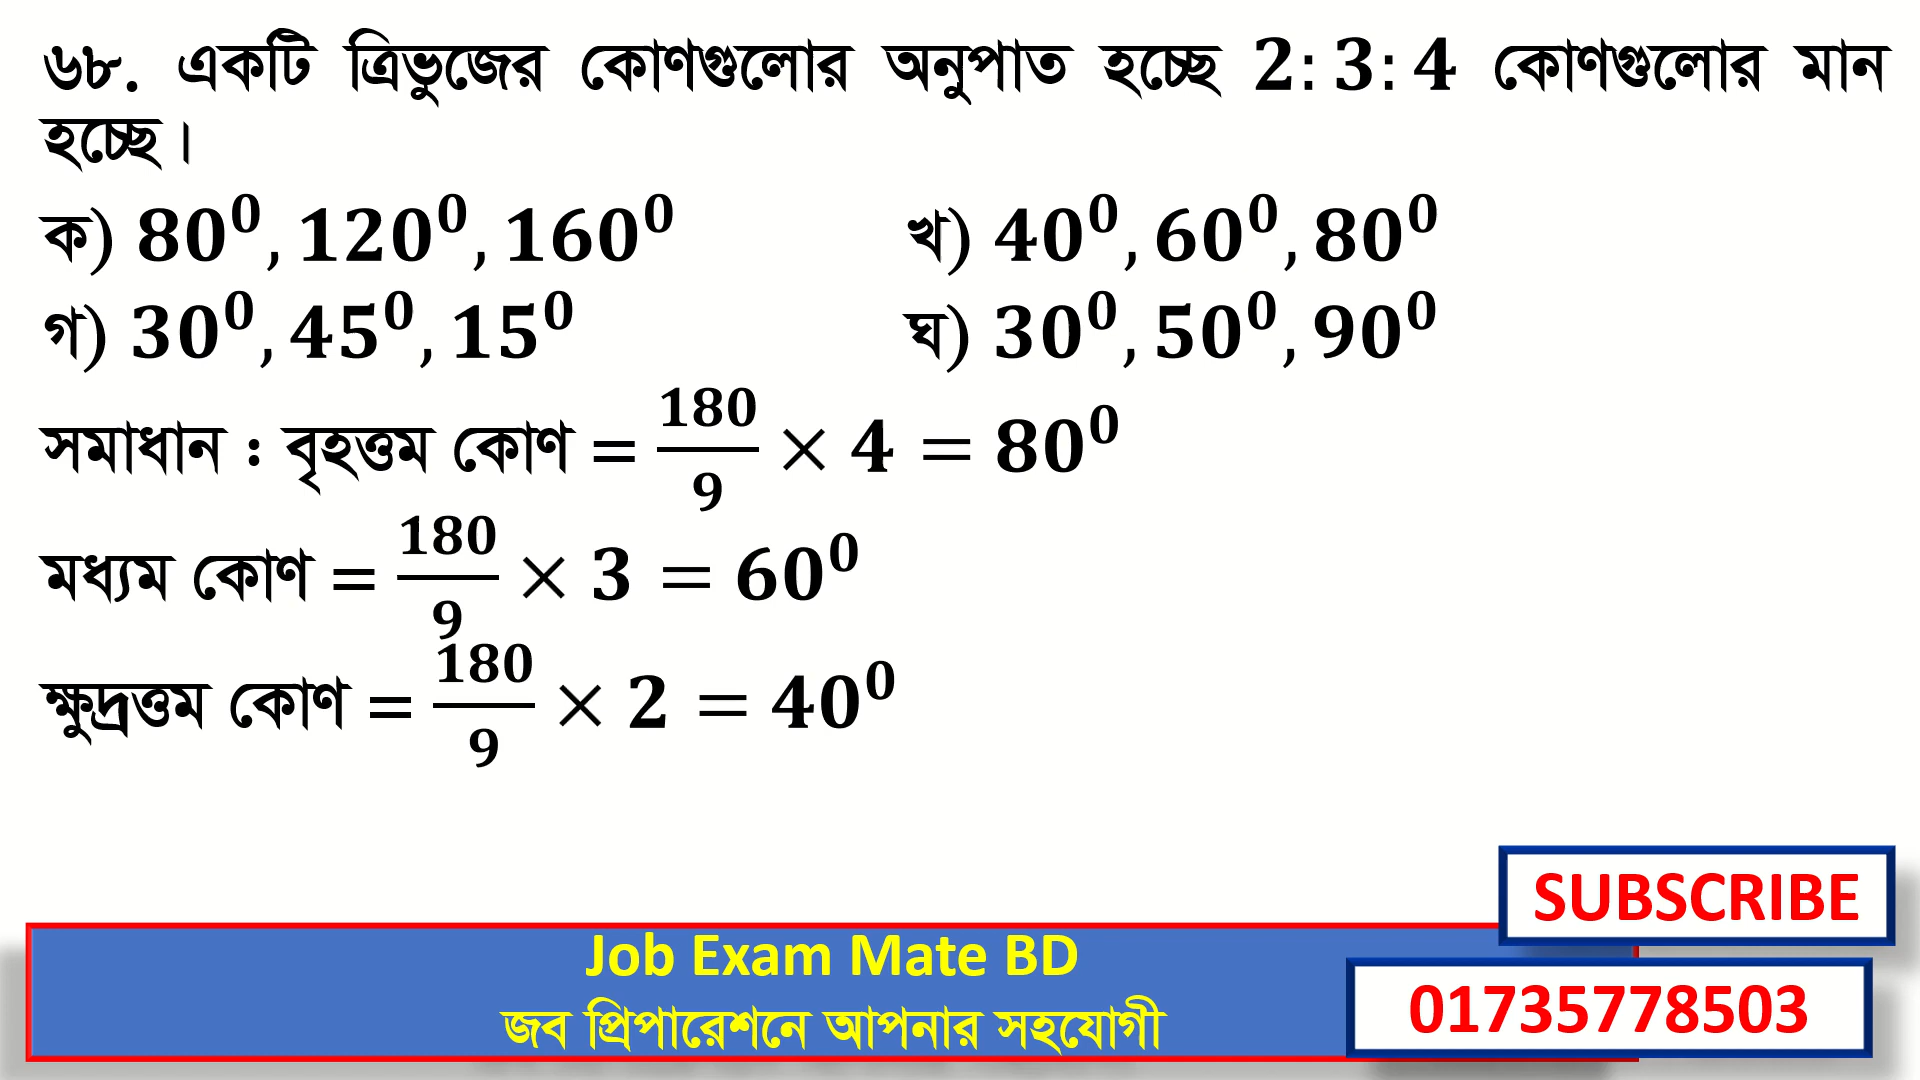 ৬৮. একটি ত্রিভুজের কোণগুলোর অনুপাত হচ্ছে 2: 3: 4 কোণগুলোর মান
হচ্ছে।
ক) 80⁰, 120⁰, 160⁰ খ) 40⁰, 60⁰, 80⁰
গ) 30⁰, 45⁰, 15⁰ ঘ) 30⁰, 50⁰, 90⁰
সমাধান : বৃহত্তম কোণ = 180/9 × 4 = 80⁰
মধ্যম কোণ = 180/9 × 3 = 60⁰
ক্ষুদ্রত্তম কোণ = 180/9 × 2 = 40⁰
SUBSCRIBE
Job Exam Mate BD
জব প্রিপারেশনে আপনার সহযোগী
01735778503